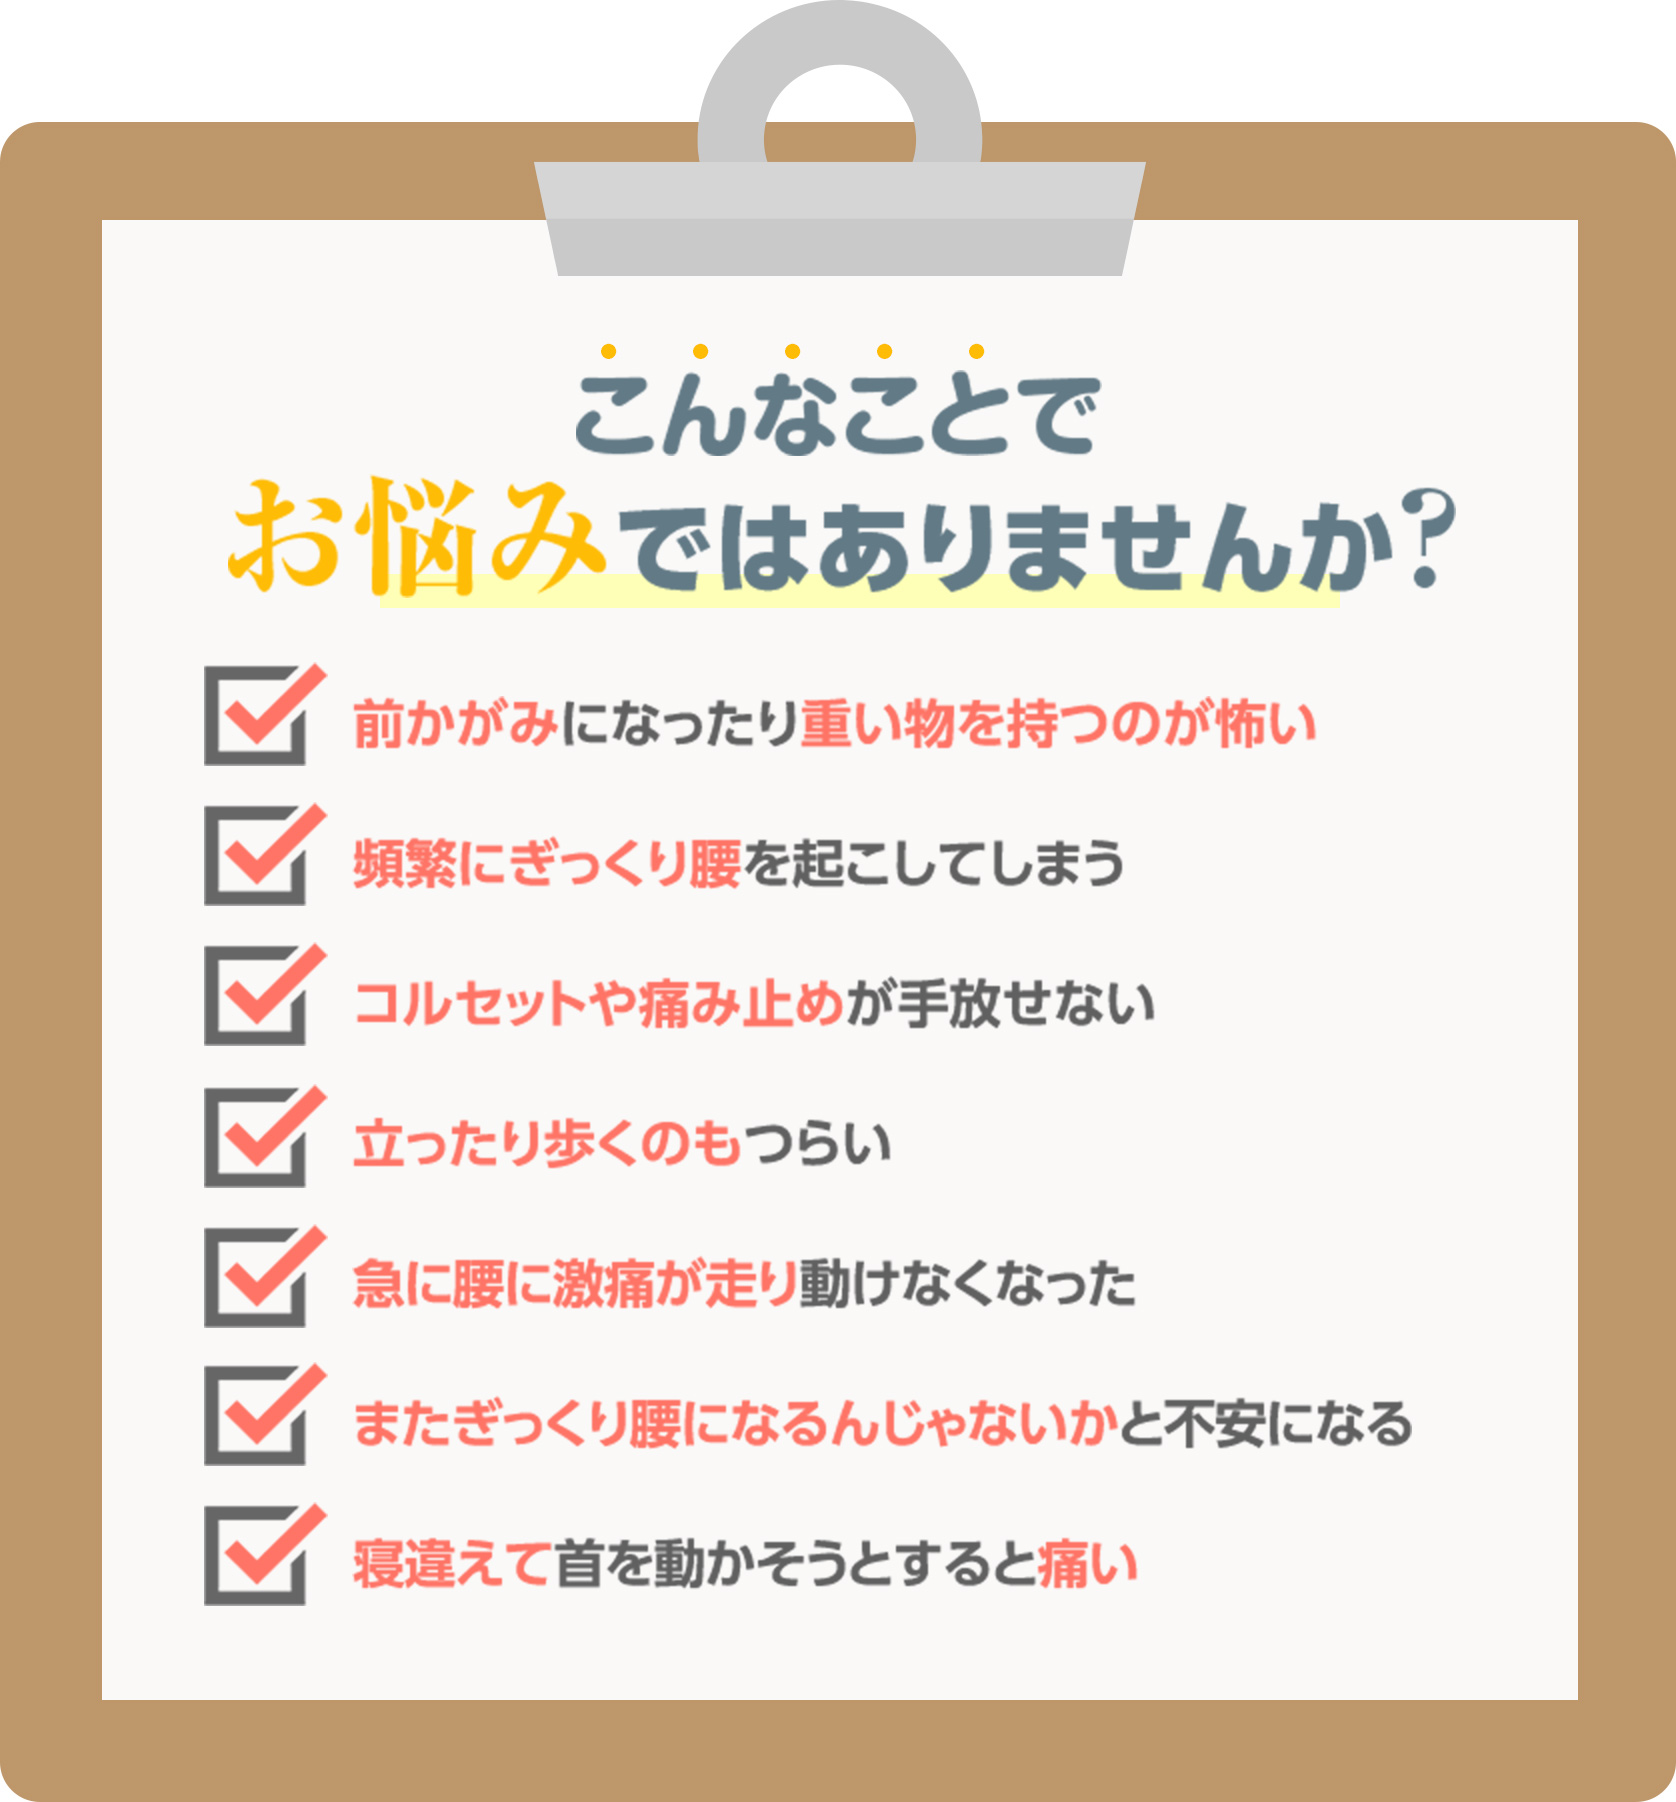 こんなことで
お悩みではありませんか？
前かがみになったり重い物を持つのが怖い
頻繁にぎっくり腰を起こしてしまう
コルセットや痛み止めが手放せない
立ったり歩くのもつらい
急に腰に激痛が走り動けなくなった
またぎっくり腰になるんじゃないかと不安になる
寝違えて首を動かそうとすると痛い